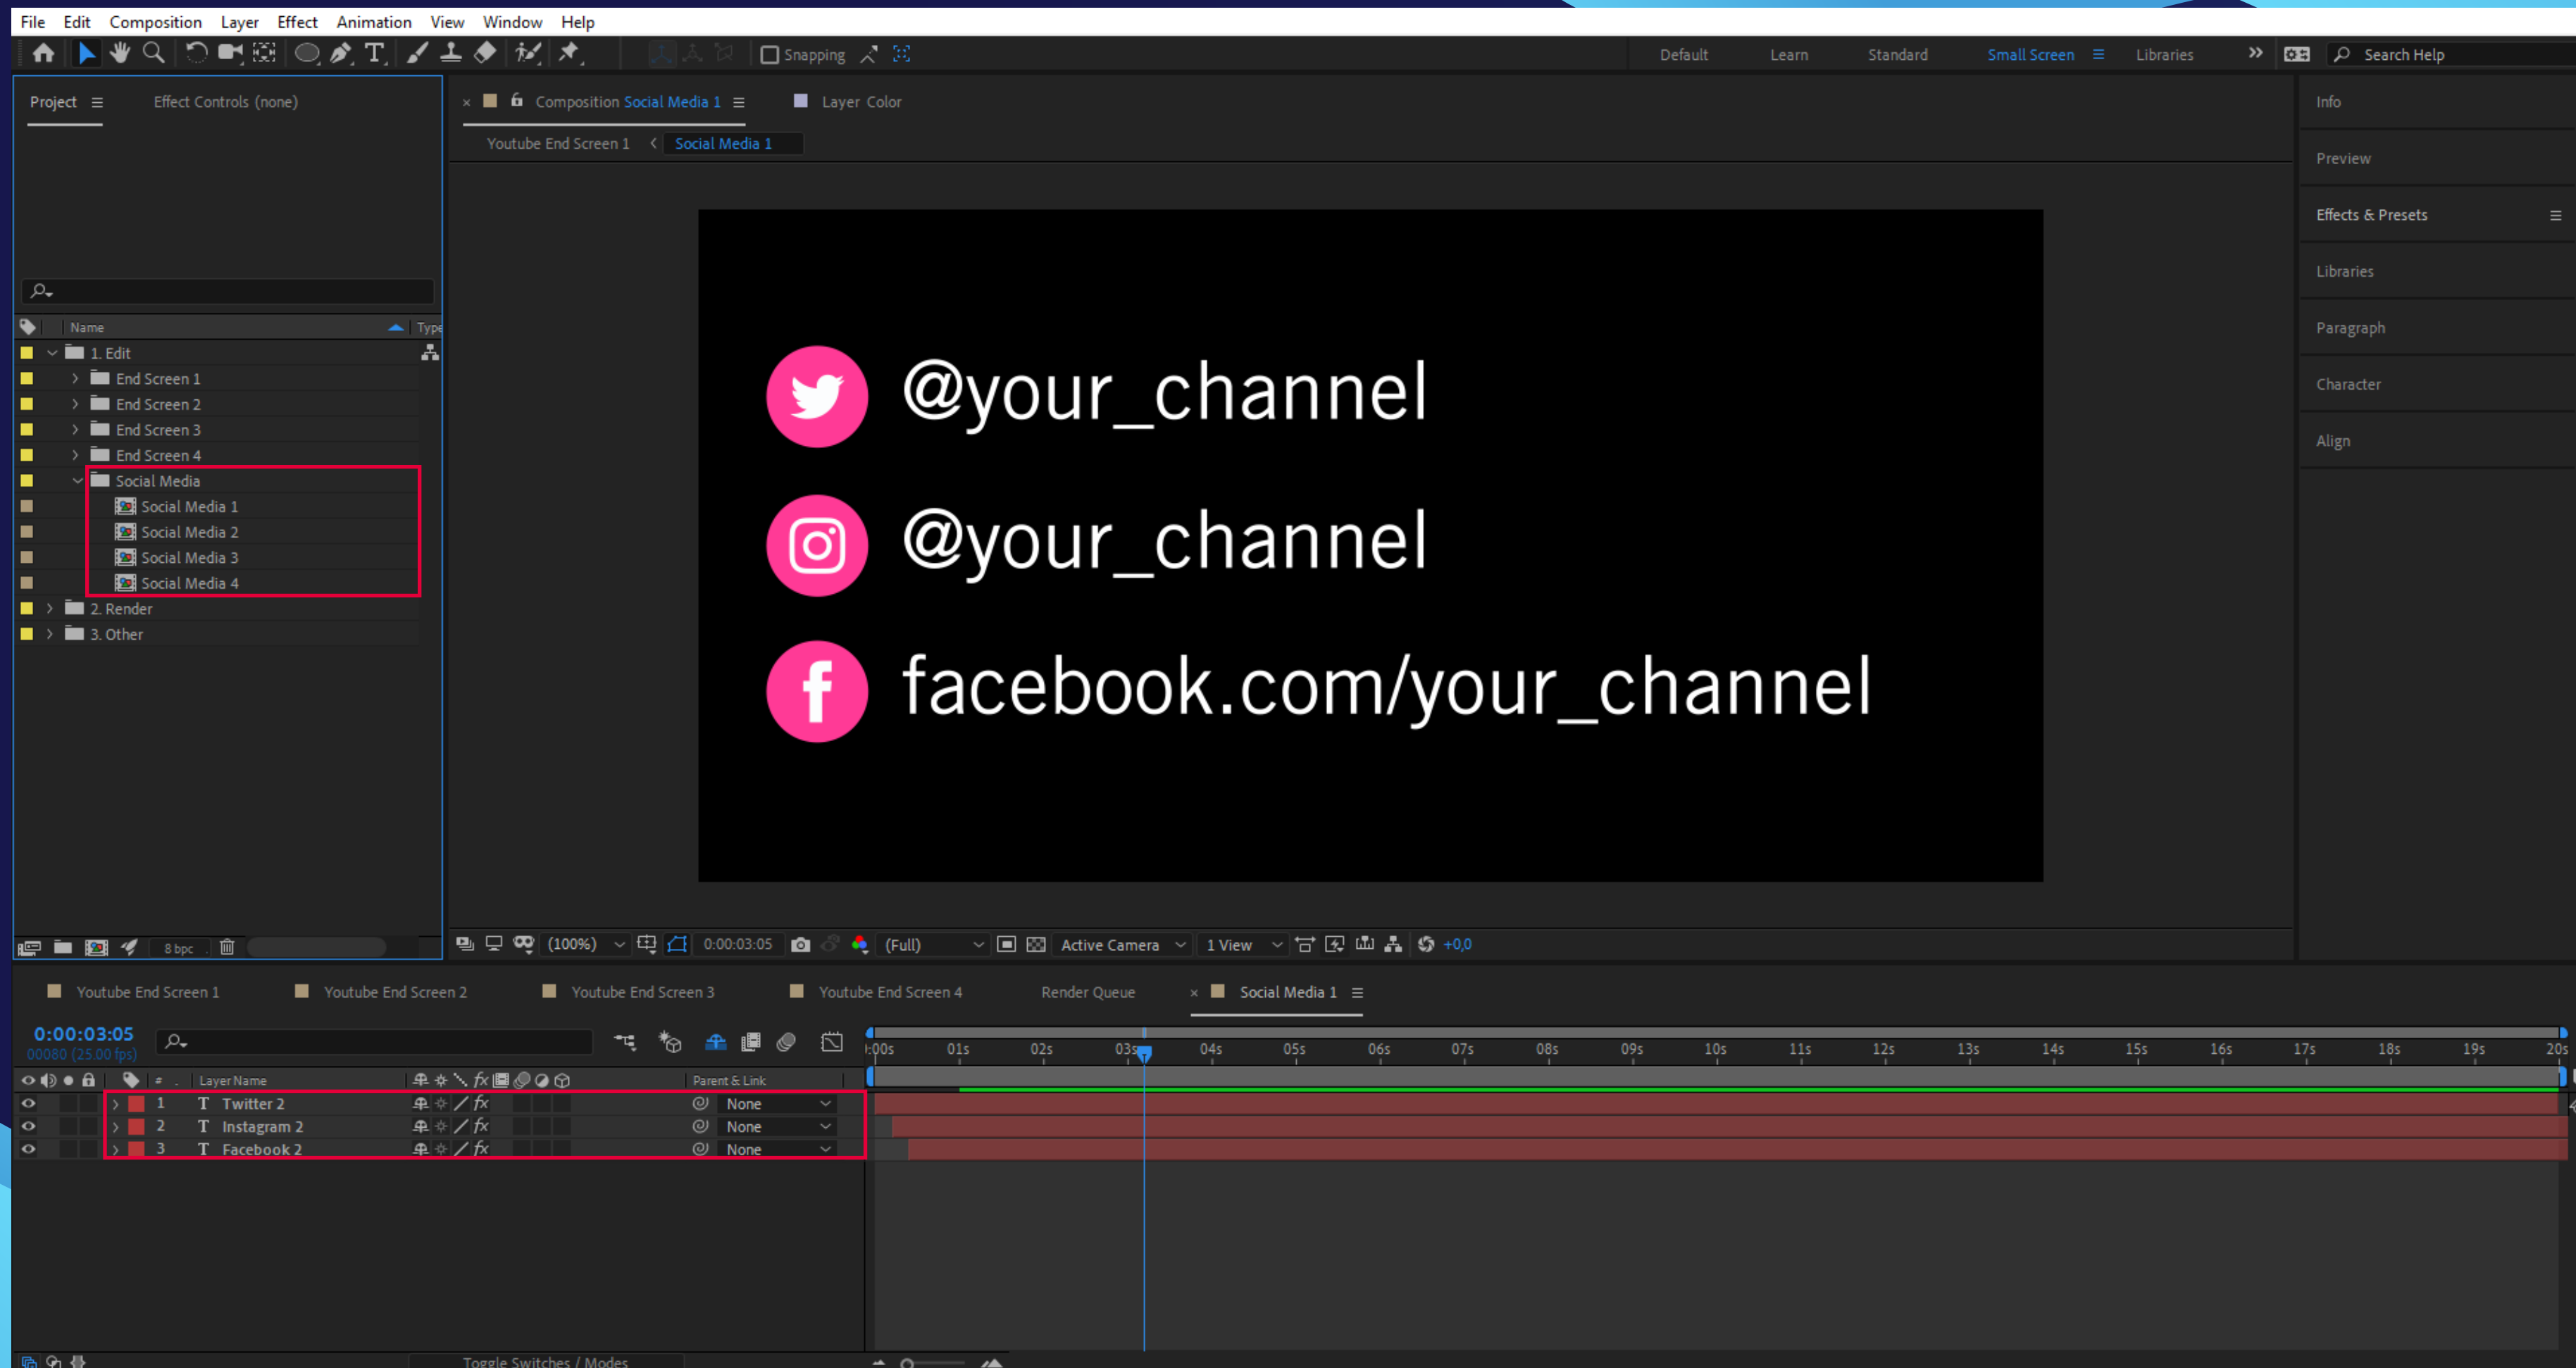 File Edit Composition Layer Effect Animation View Window Help
Snapping Default Learn Standard Small Screen Libraries Search Help
Project Effect Controls (none)
Composition Social Media 1 Layer Color
Youtube End Screen 1 Social Media 1
Info
Preview
Effects & Presets
Libraries
Paragraph
Character
Align
Name Type
1. Edit
End Screen 1
End Screen 2
End Screen 3
End Screen 4
Social Media
Social Media 1
Social Media 2
Social Media 3
Social Media 4
2. Render
3. Other
@your_channel
@your_channel
facebook.com/your_channel
8 bpc
(100%) 0:00:03:05 (Full) Active Camera 1 View +0,0
Youtube End Screen 1 Youtube End Screen 2 Youtube End Screen 3 Youtube End Screen 4 Render Queue Social Media 1
0:00:03:05
00080 (25.00 fps)
:00s 01s 02s 03s 04s 05s 06s 07s 08s 09s 10s 11s 12s 13s 14s 15s 16s 17s 18s 19s 20s
# Layer Name fx Parent & Link
1 T Twitter 2 fx None
2 T Instagram 2 fx None
3 T Facebook 2 fx None
Toggle Switches / Modes